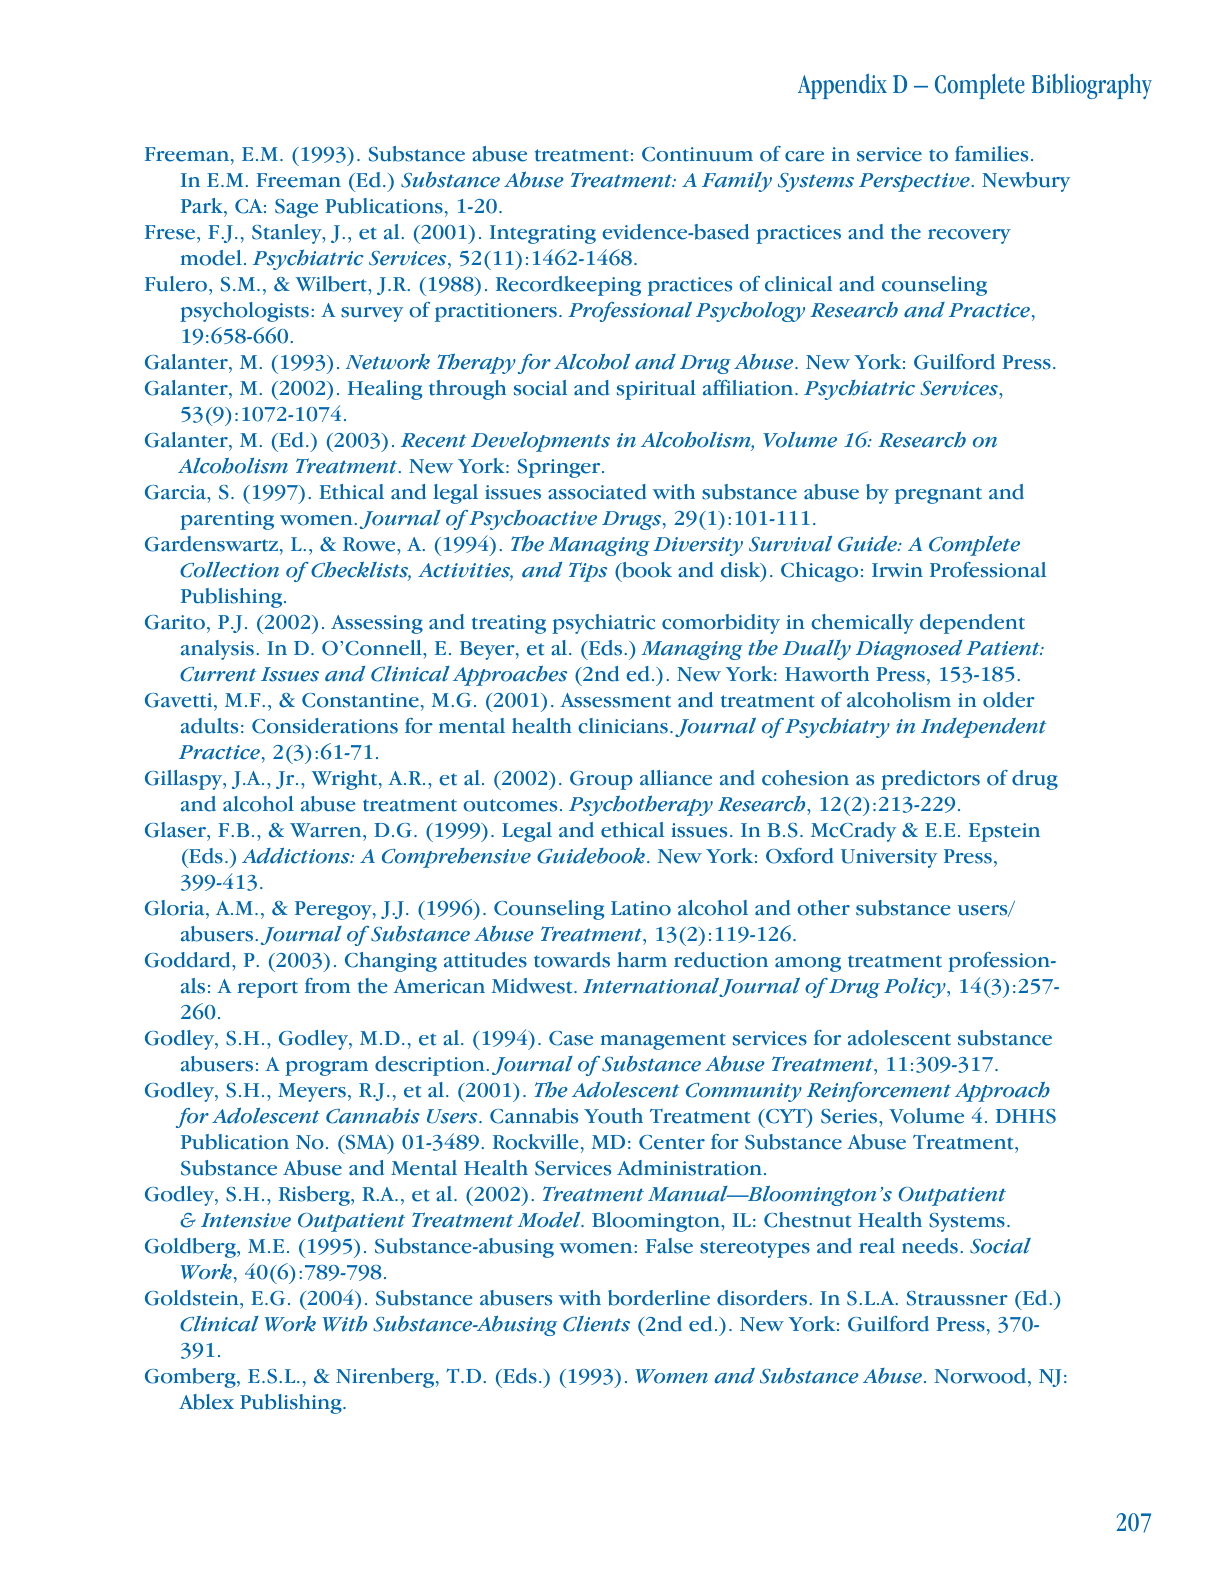 Appendix D – Complete Bibliography
Freeman, E.M. (1993). Substance abuse treatment: Continuum of care in service to families.
In E.M. Freeman (Ed.) Substance Abuse Treatment: A Family Systems Perspective. Newbury
Park, CA: Sage Publications, 1-20.
Frese, F.J., Stanley, J., et al. (2001). Integrating evidence-based practices and the recovery
model. Psychiatric Services, 52(11):1462-1468.
Fulero, S.M., & Wilbert, J.R. (1988). Recordkeeping practices of clinical and counseling
psychologists: A survey of practitioners. Professional Psychology Research and Practice,
19:658-660.
Galanter, M. (1993). Network Therapy for Alcohol and Drug Abuse. New York: Guilford Press.
Galanter, M. (2002). Healing through social and spiritual affiliation. Psychiatric Services,
53(9):1072-1074.
Galanter, M. (Ed.) (2003). Recent Developments in Alcoholism, Volume 16: Research on
Alcoholism Treatment. New York: Springer.
Garcia, S. (1997). Ethical and legal issues associated with substance abuse by pregnant and
parenting women. Journal of Psychoactive Drugs, 29(1):101-111.
Gardenswartz, L., & Rowe, A. (1994). The Managing Diversity Survival Guide: A Complete
Collection of Checklists, Activities, and Tips (book and disk). Chicago: Irwin Professional
Publishing.
Garito, P.J. (2002). Assessing and treating psychiatric comorbidity in chemically dependent
analysis. In D. O’Connell, E. Beyer, et al. (Eds.) Managing the Dually Diagnosed Patient:
Current Issues and Clinical Approaches (2nd ed.). New York: Haworth Press, 153-185.
Gavetti, M.F., & Constantine, M.G. (2001). Assessment and treatment of alcoholism in older
adults: Considerations for mental health clinicians. Journal of Psychiatry in Independent
Practice, 2(3):61-71.
Gillaspy, J.A., Jr., Wright, A.R., et al. (2002). Group alliance and cohesion as predictors of drug
and alcohol abuse treatment outcomes. Psychotherapy Research, 12(2):213-229.
Glaser, F.B., & Warren, D.G. (1999). Legal and ethical issues. In B.S. McCrady & E.E. Epstein
(Eds.) Addictions: A Comprehensive Guidebook. New York: Oxford University Press,
399-413.
Gloria, A.M., & Peregoy, J.J. (1996). Counseling Latino alcohol and other substance users/
abusers. Journal of Substance Abuse Treatment, 13(2):119-126.
Goddard, P. (2003). Changing attitudes towards harm reduction among treatment profession-
als: A report from the American Midwest. International Journal of Drug Policy, 14(3):257-
260.
Godley, S.H., Godley, M.D., et al. (1994). Case management services for adolescent substance
abusers: A program description. Journal of Substance Abuse Treatment, 11:309-317.
Godley, S.H., Meyers, R.J., et al. (2001). The Adolescent Community Reinforcement Approach
for Adolescent Cannabis Users. Cannabis Youth Treatment (CYT) Series, Volume 4. DHHS
Publication No. (SMA) 01-3489. Rockville, MD: Center for Substance Abuse Treatment,
Substance Abuse and Mental Health Services Administration.
Godley, S.H., Risberg, R.A., et al. (2002). Treatment Manual—Bloomington’s Outpatient
& Intensive Outpatient Treatment Model. Bloomington, IL: Chestnut Health Systems.
Goldberg, M.E. (1995). Substance-abusing women: False stereotypes and real needs. Social
Work, 40(6):789-798.
Goldstein, E.G. (2004). Substance abusers with borderline disorders. In S.L.A. Straussner (Ed.)
Clinical Work With Substance-Abusing Clients (2nd ed.). New York: Guilford Press, 370-
391.
Gomberg, E.S.L., & Nirenberg, T.D. (Eds.) (1993). Women and Substance Abuse. Norwood, NJ:
Ablex Publishing.
207